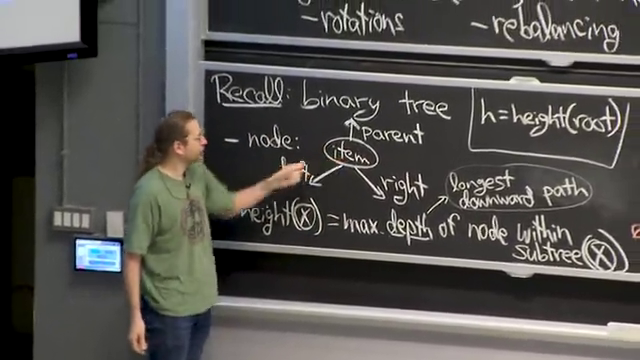 -rotations
-rebalancing
Recall: binary tree
h=height(root)
- node:
parent
item
right
longest
downward path
height(x) = max. depth of node within
subtree(x)